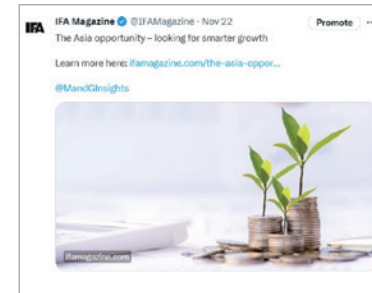 IFA
IFA Magazine @IFAMagazine · Nov 22
Promote
The Asia opportunity – looking for smarter growth
Learn more here: ifamagazine.com/the-asia-oppor...
@MandGInsights
ifamagazine.com